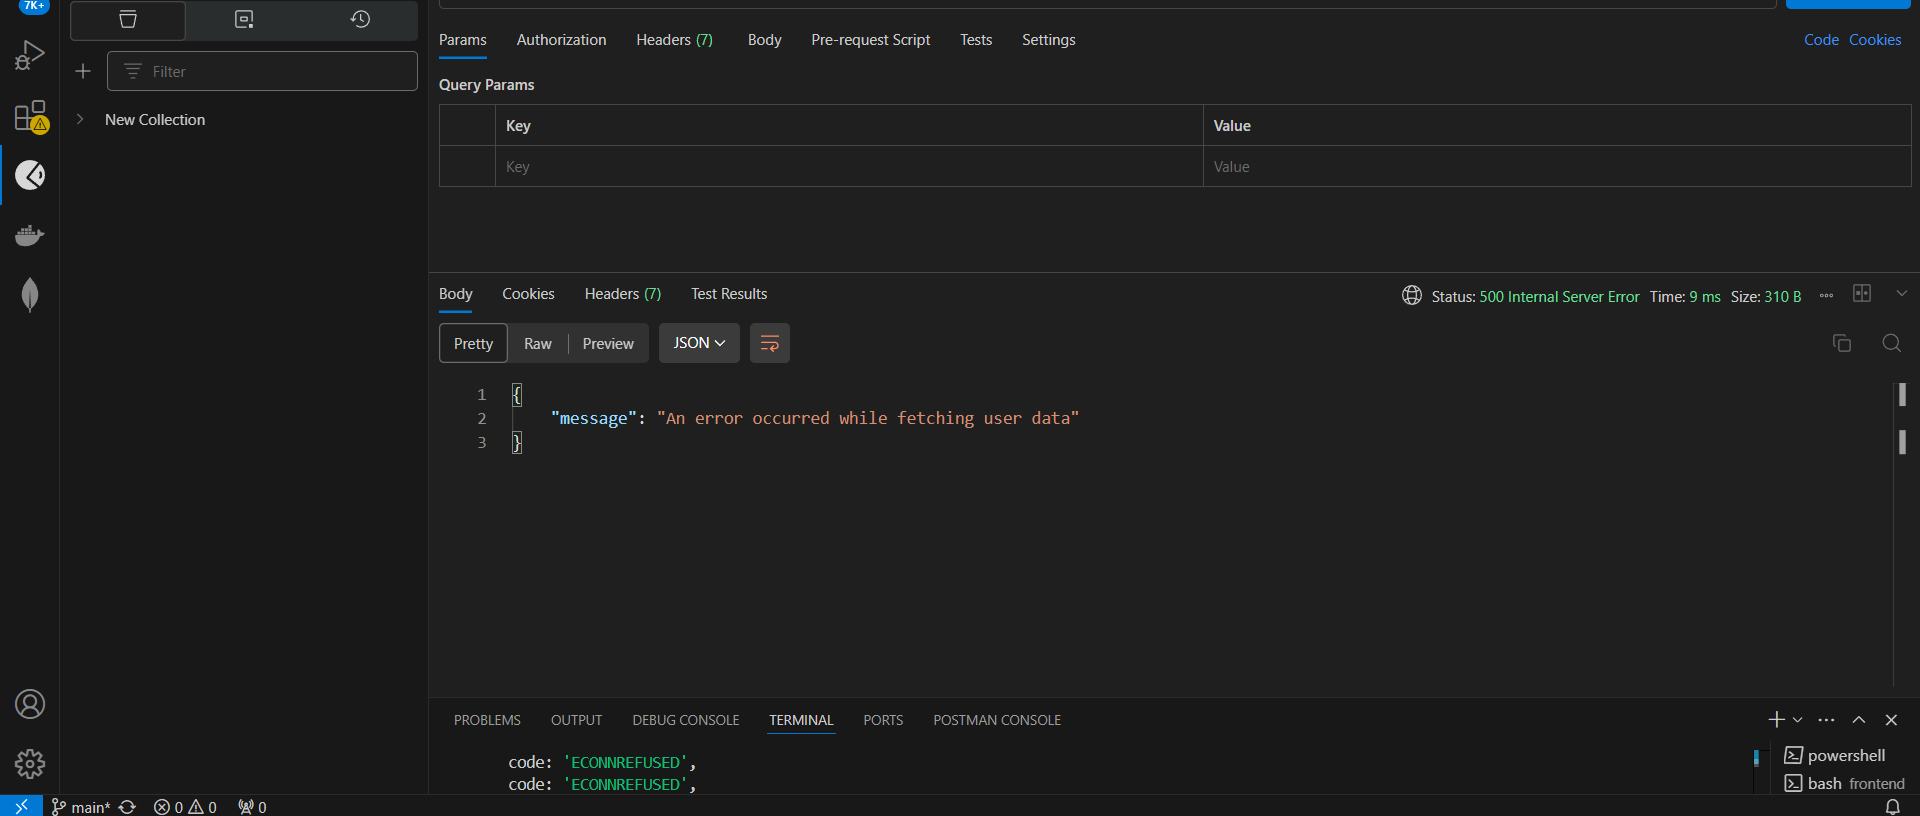 7K+
Filter
New Collection
Params Authorization Headers (7) Body Pre-request Script Tests Settings Code Cookies
Query Params
Key Value
Key Value
Body Cookies Headers (7) Test Results Status: 500 Internal Server Error Time: 9 ms Size: 310 B
Pretty Raw Preview JSON
1 {
2 "message": "An error occurred while fetching user data"
3 }
PROBLEMS OUTPUT DEBUG CONSOLE TERMINAL PORTS POSTMAN CONSOLE
code: 'ECONNREFUSED',
code: 'ECONNREFUSED',
powershell
bash frontend
main* 0 0 0